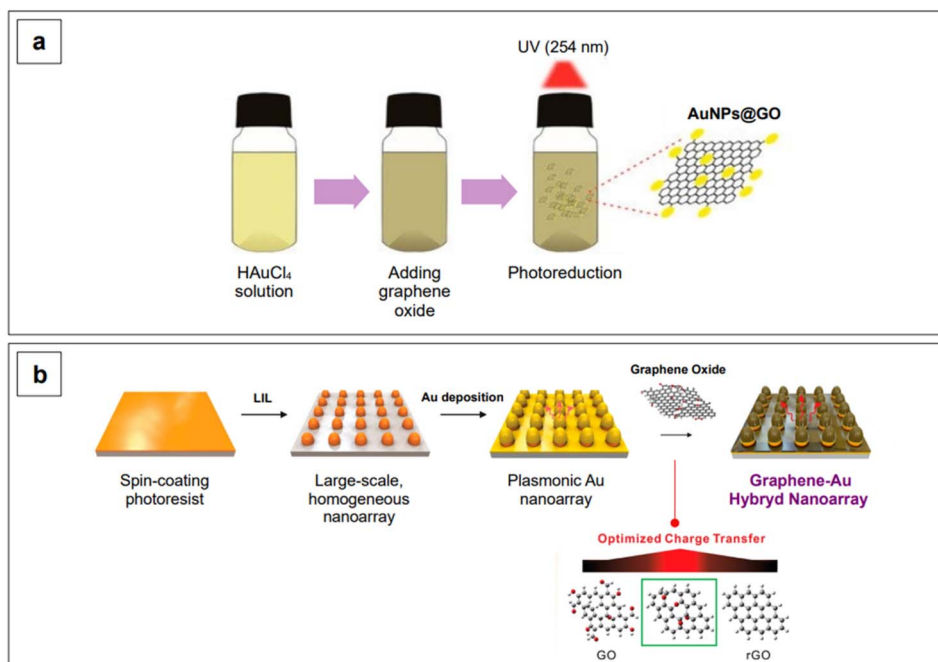 a
UV (254 nm)
AuNPs@GO
HAuCl₄
solution
Adding
graphene
oxide
Photoreduction
b
LIL
Au deposition
Graphene Oxide
Spin-coating
photoresist
Large-scale,
homogeneous
nanoarray
Plasmonic Au
nanoarray
Graphene-Au
Hybryd Nanoarray
Optimized Charge Transfer
GO
rGO